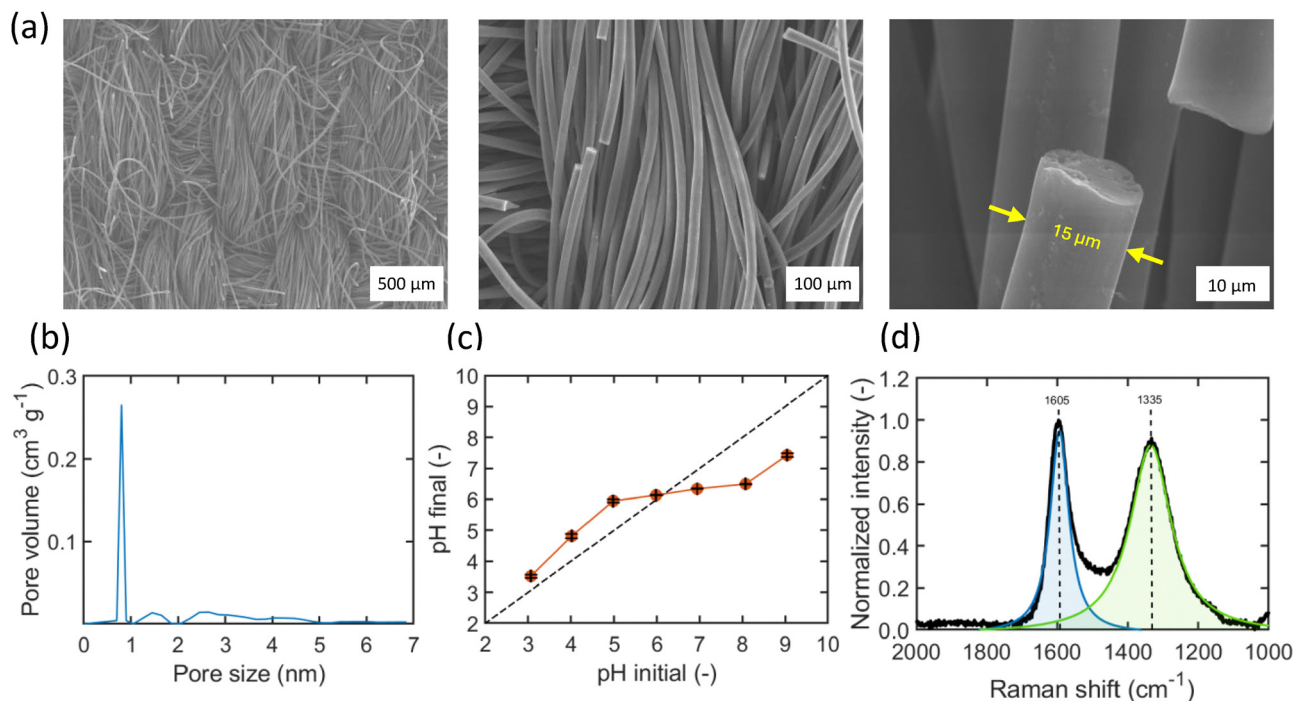 (a)
500 µm
100 µm
15 µm
10 µm
(b)
0.3
0.2
0.1
0 1 2 3 4 5 6 7
Pore volume (cm³ g⁻¹)
Pore size (nm)
(c)
10
9
8
7
6
5
4
3
2
2 3 4 5 6 7 8 9 10
pH final (-)
pH initial (-)
(d)
1.2
1.0
0.8
0.6
0.4
0.2
0.0
1605 1335
2000 1800 1600 1400 1200 1000
Normalized intensity (-)
Raman shift (cm⁻¹)